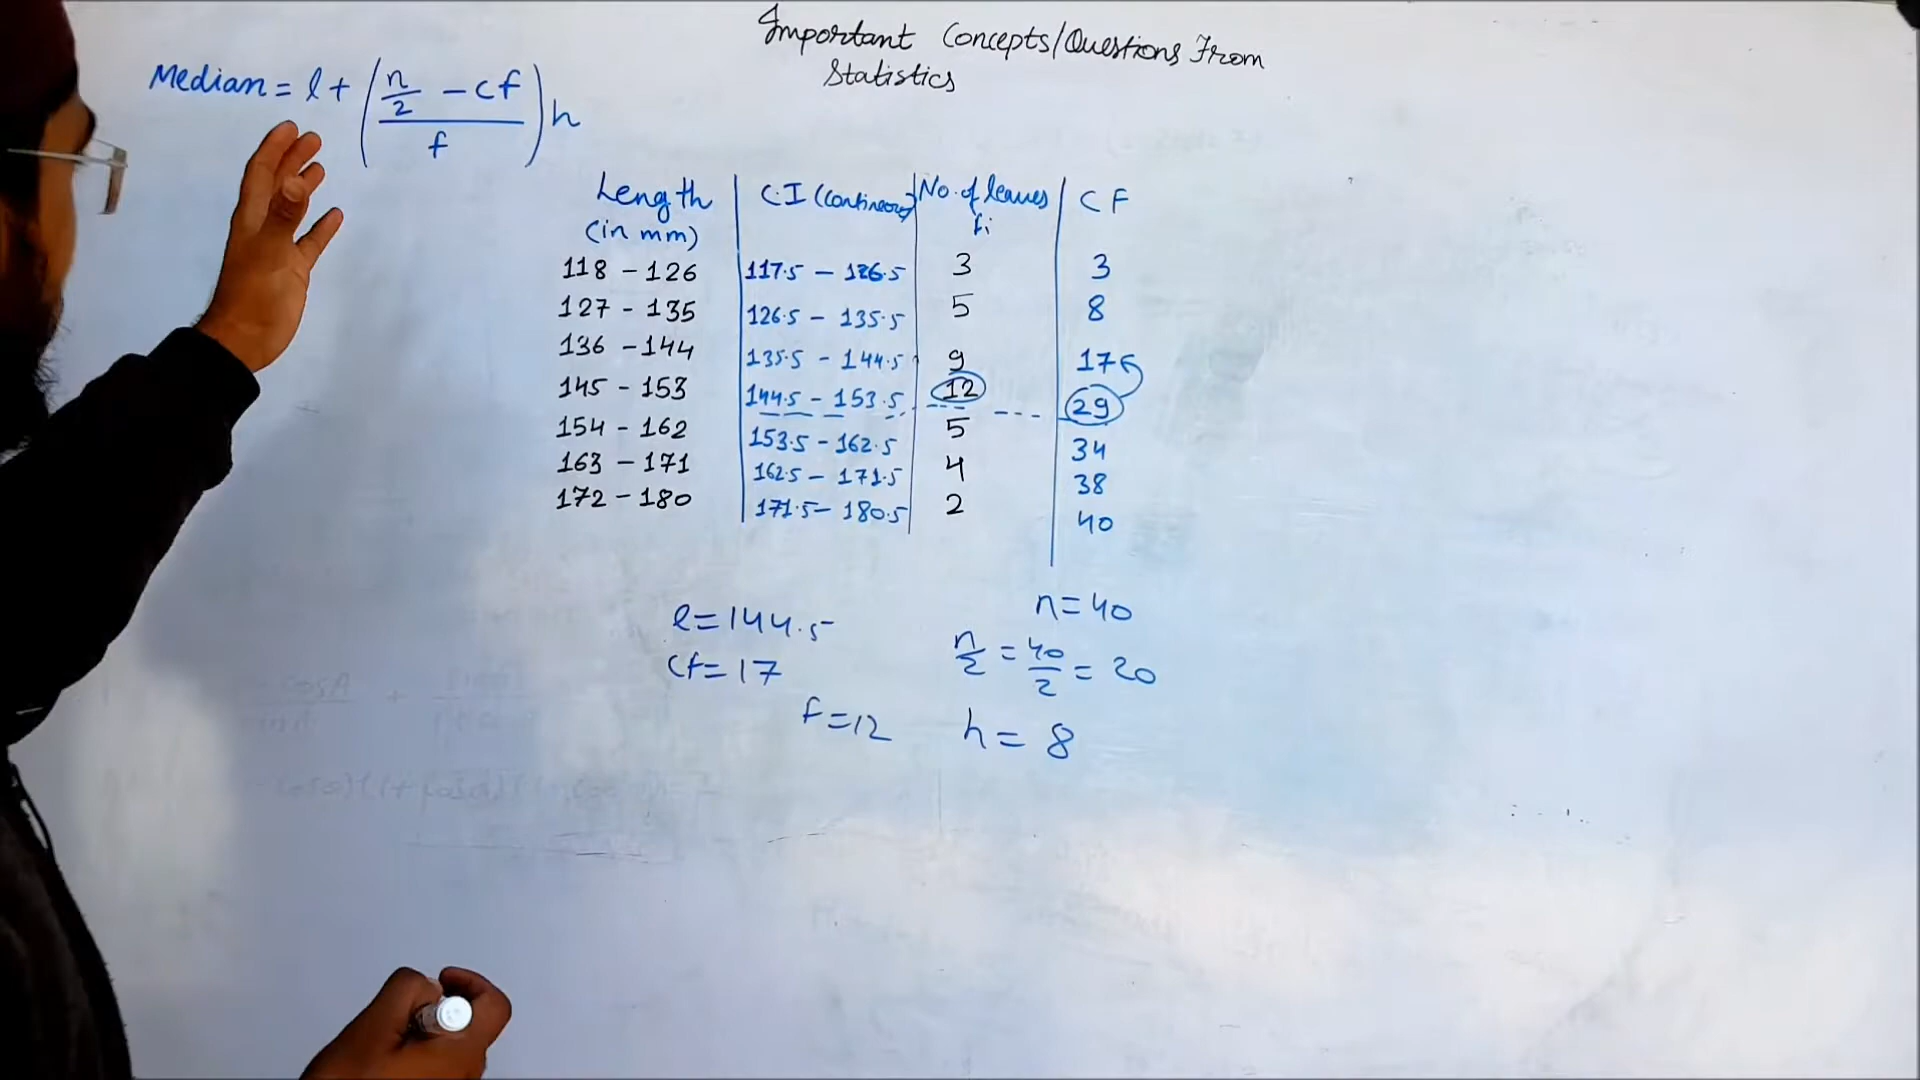 Important Concepts/Questions From
Statistics
Median = l + ( n/2 - cf / f ) h
Length (in mm) | C.I (contineous) | No. of leaves fi | CF
118 - 126 | 117.5 - 126.5 | 3 | 3
127 - 135 | 126.5 - 135.5 | 5 | 8
136 - 144 | 135.5 - 144.5 | 9 | 17
145 - 153 | 144.5 - 153.5 | 12 | 29
154 - 162 | 153.5 - 162.5 | 5 | 34
163 - 171 | 162.5 - 171.5 | 4 | 38
172 - 180 | 171.5 - 180.5 | 2 | 40
l = 144.5
cf = 17
f = 12
n = 40
n/2 = 40/2 = 20
h = 8